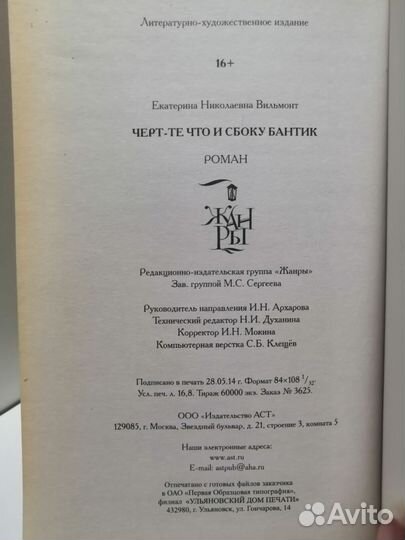 Литературно-художественное издание
16+
Екатерина Николаевна Вильмонт
ЧЕРТ-ТЕ ЧТО И СБОКУ БАНТИК
РОМАН
ЖАН
РЫ
Редакционно-издательская группа «Жанры»
Зав. группой М.С. Сергеева
Руководитель направления И.Н. Архарова
Технический редактор Н.И. Духанина
Корректор И.Н. Мокина
Компьютерная верстка С.Б. Клещёв
Подписано в печать 28.05.14 г. Формат 84×108 1/32.
Усл. печ. л. 16,8. Тираж 60000 экз. Заказ № 3625.
ООО «Издательство АСТ»
129085, г. Москва, Звездный бульвар, д. 21, строение 3, комната 5
Наши электронные адреса:
www.ast.ru
E-mail: astpub@aha.ru
Отпечатано с готовых файлов заказчика
в ОАО «Первая Образцовая типография»,
филиал «УЛЬЯНОВСКИЙ ДОМ ПЕЧАТИ»
432980, г. Ульяновск, ул. Гончарова, 14
Avito